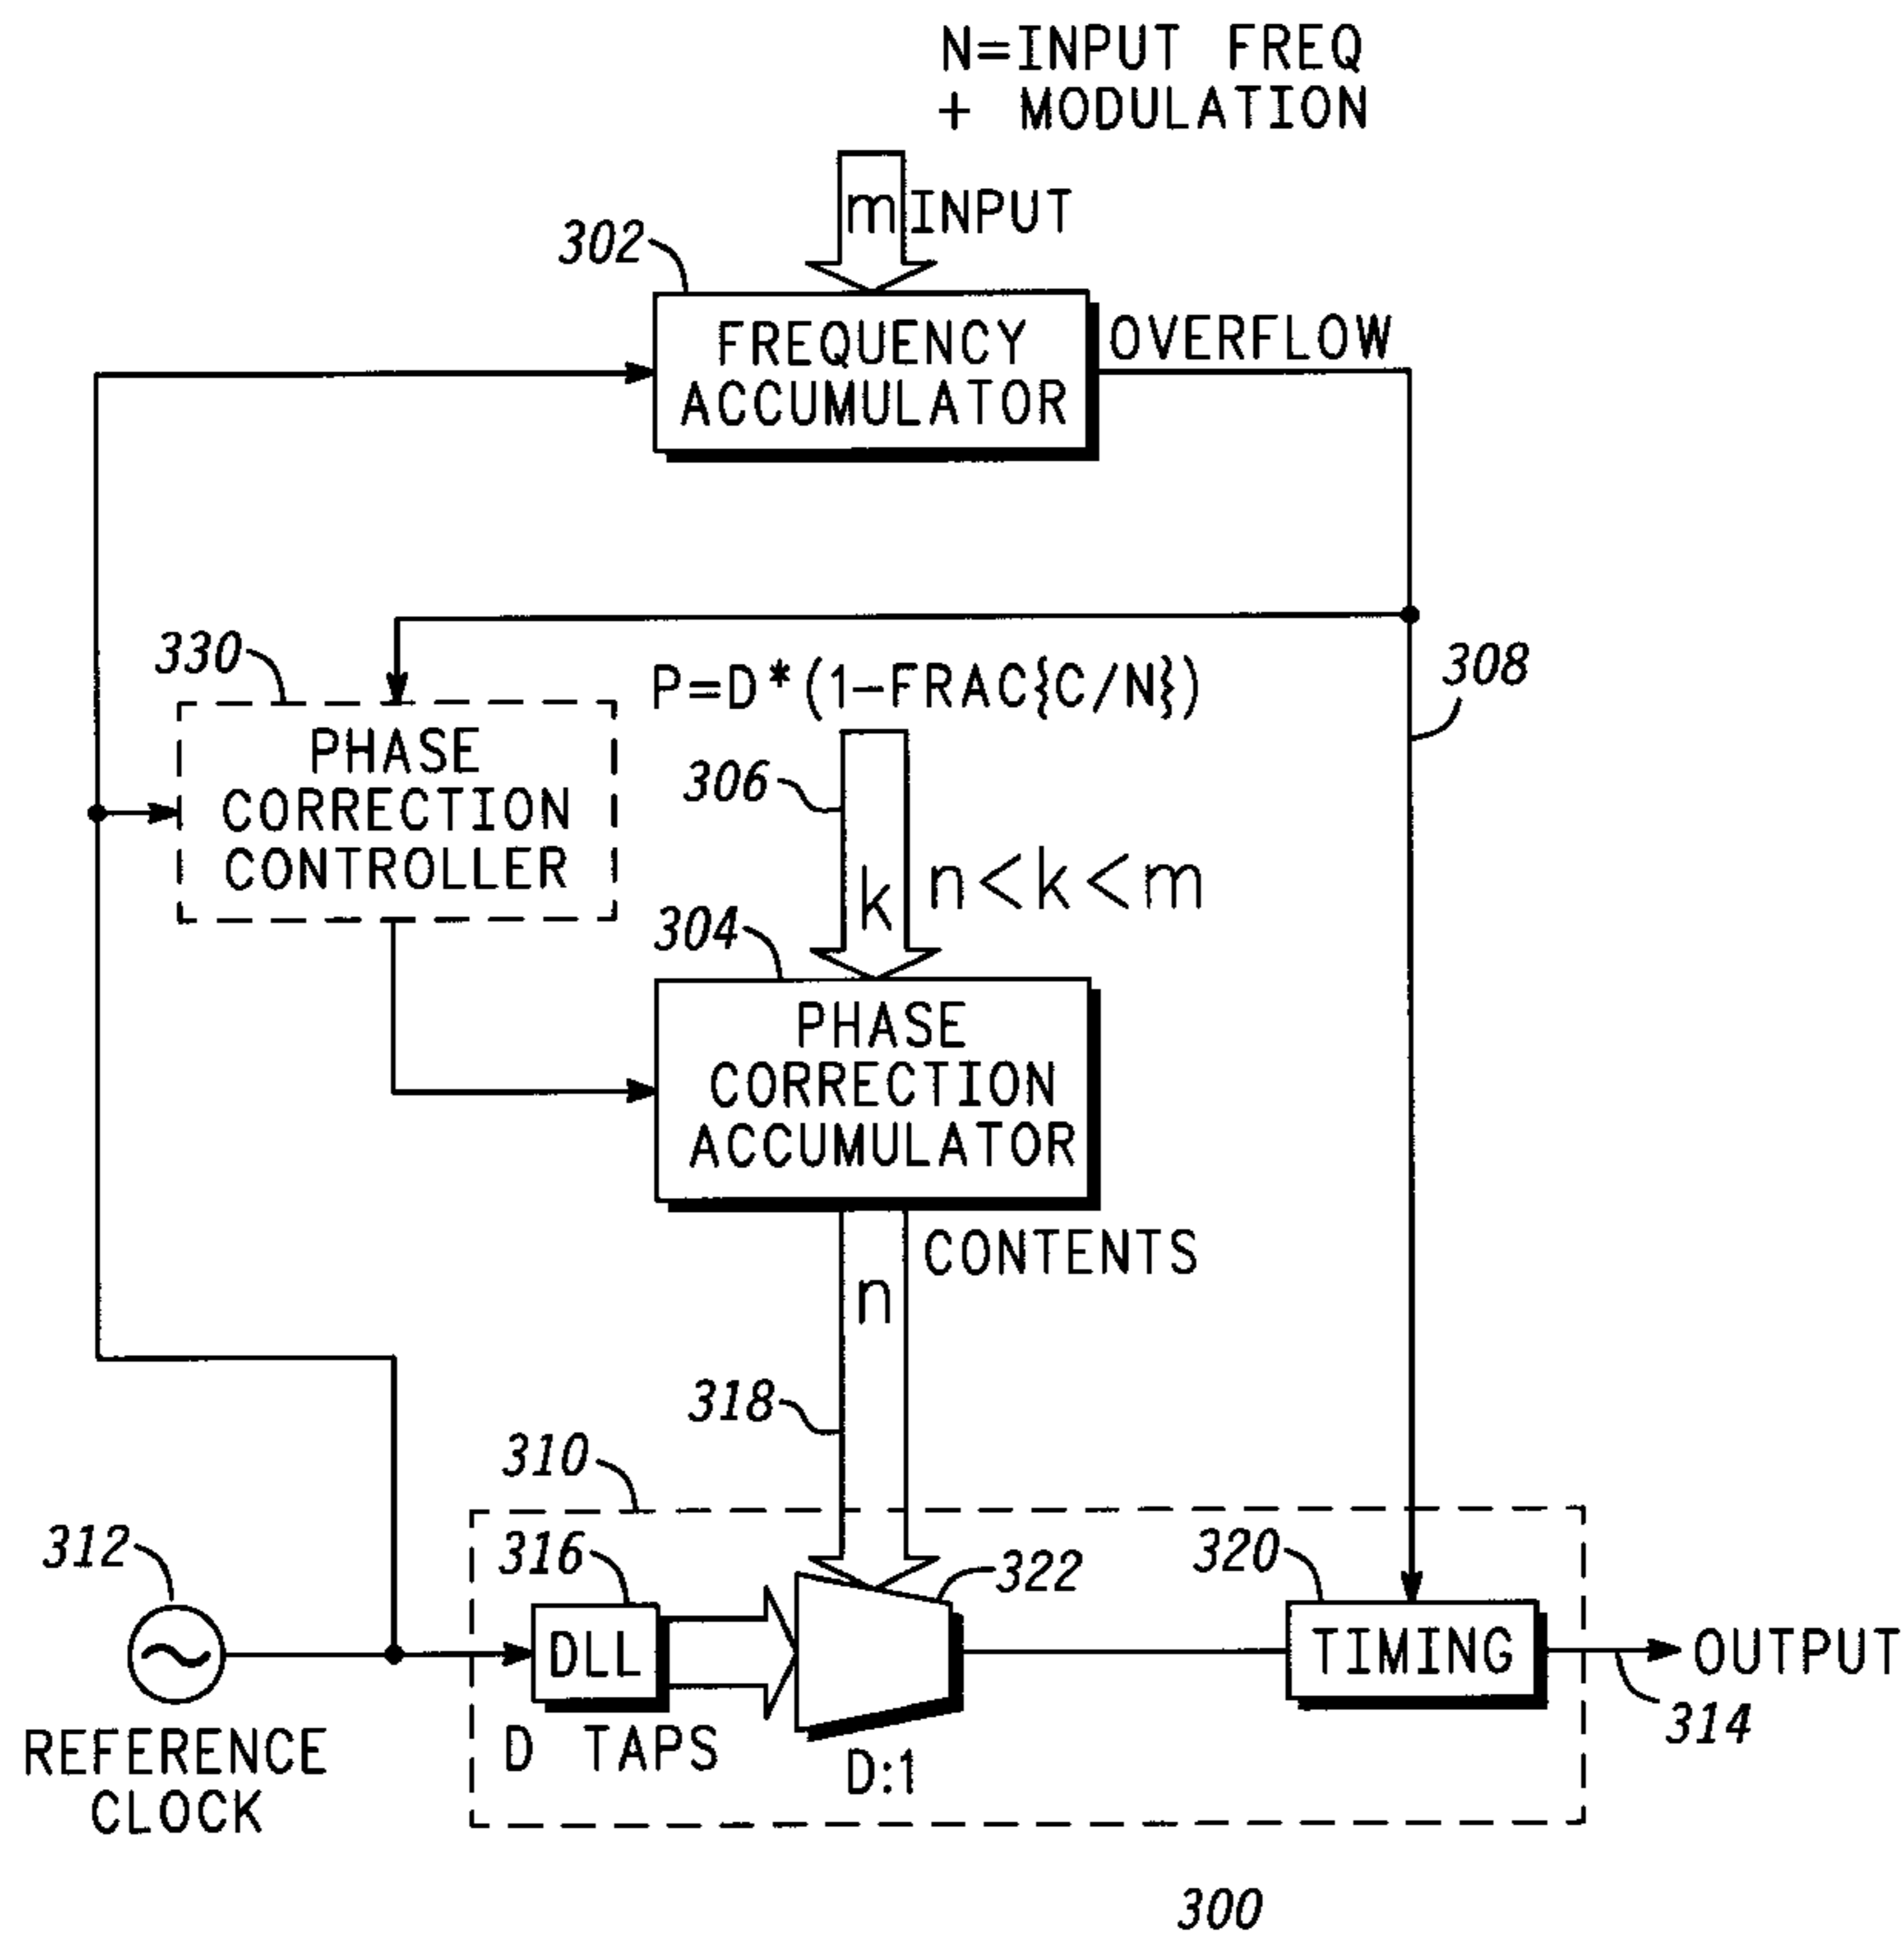 N=INPUT FREQ
+ MODULATION
m INPUT
302
FREQUENCY
ACCUMULATOR
OVERFLOW
330
P=D*(1-FRAC{C/N})
308
PHASE
CORRECTION
CONTROLLER
306
k
n<k<m
304
PHASE
CORRECTION
ACCUMULATOR
CONTENTS
n
318
310
312
316
322
320
DLL
TIMING
OUTPUT
314
REFERENCE
CLOCK
D TAPS
D:1
300